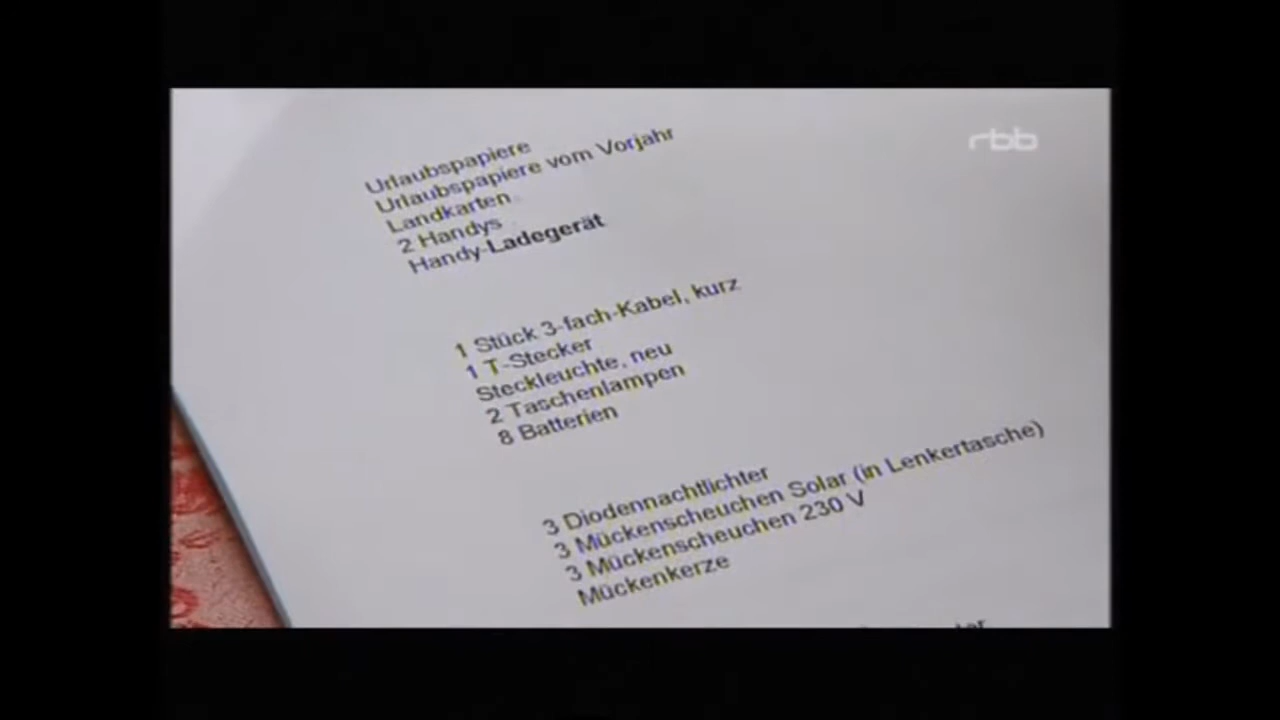 rbb
Urlaubspapiere
Urlaubspapiere vom Vorjahr
Landkarten
2 Handys
Handy-Ladegerät
1 Stück 3-fach-Kabel, kurz
1 T-Stecker
Steckleuchte, neu
2 Taschenlampen
8 Batterien
3 Diodennachtlichter
3 Mückenscheuchen Solar (in Lenkertasche)
3 Mückenscheuchen 230 V
Mückenkerze